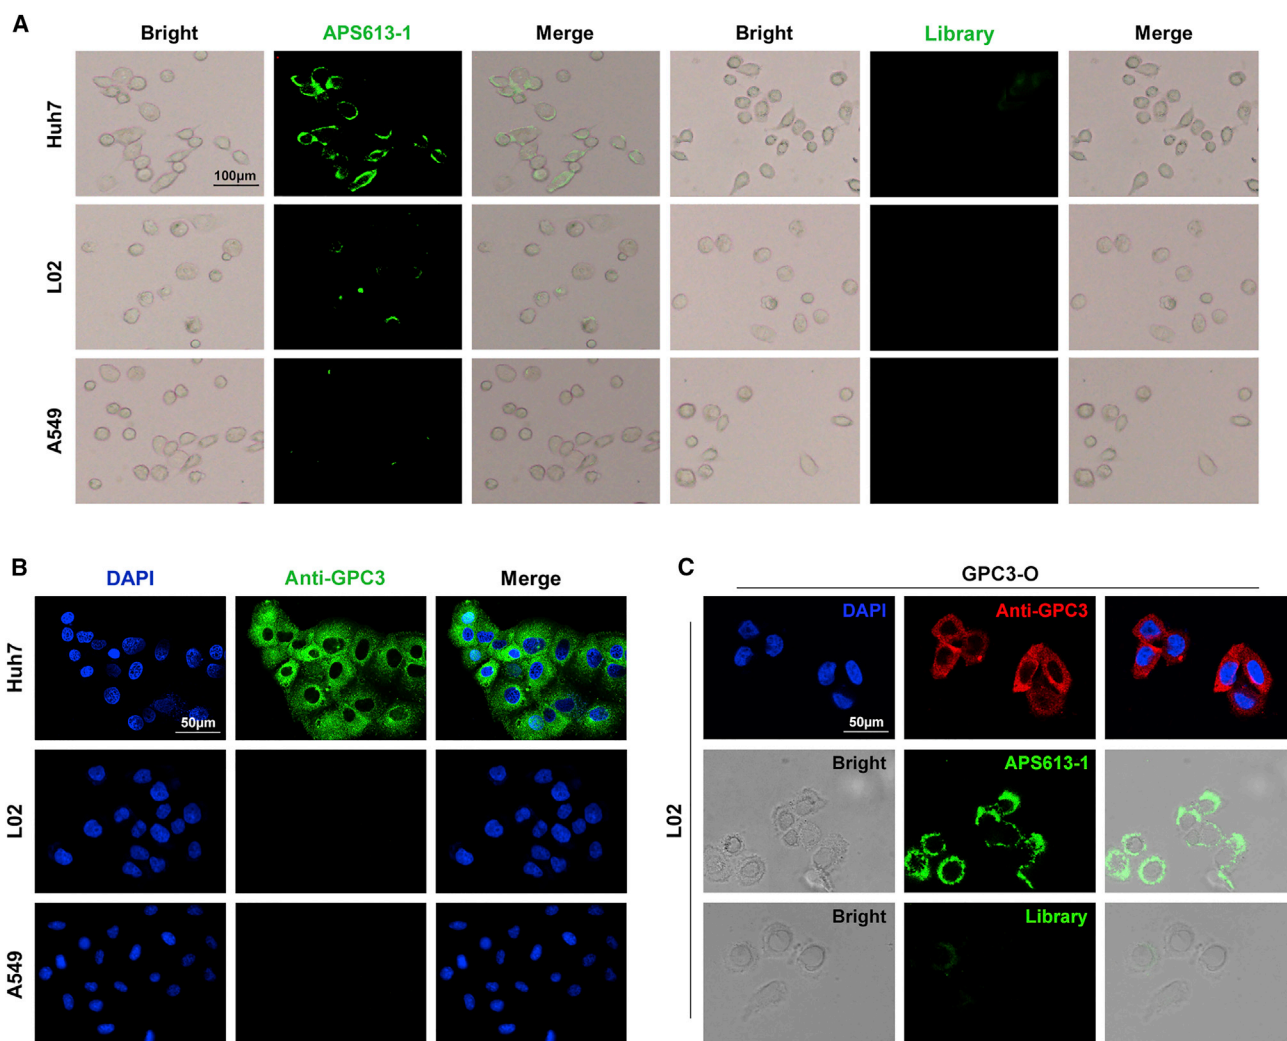 A
Bright APS613-1 Merge Bright Library Merge
Huh7
100μm
L02
A549
B
DAPI Anti-GPC3 Merge
Huh7
50μm
L02
A549
C
GPC3-O
L02
DAPI Anti-GPC3
50μm
Bright APS613-1
Bright Library